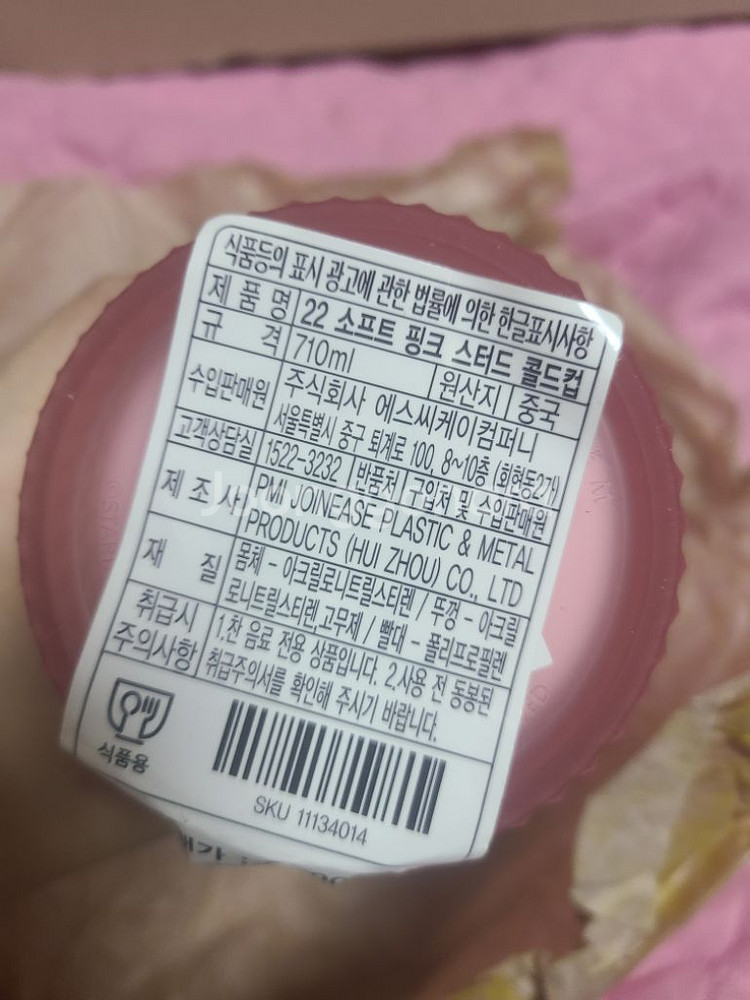 식품등의 표시 광고에 관한 법률에 의한 한글표시사항
제품명 22 소프트 핑크 스터드 콜드컵
규격 710ml 원산지 중국
수입판매원 주식회사 에스씨케이컴퍼니
서울특별시 중구 퇴계로 100, 8~10층 (회현동2가)
고객상담실 1522-3232 반품처 구입처 및 수입판매원
제조사 PMI JOINEASE PLASTIC & METAL
PRODUCTS (HUI ZHOU) CO., LTD
재질 몸체 - 아크릴로니트릴스티렌 / 뚜껑 - 아크릴
로니트릴스티렌,고무제 / 빨대 - 폴리프로필렌
취급시 주의사항 1.찬 음료 전용 상품입니다. 2.사용 전 동봉된
취급주의서를 확인해 주시기 바랍니다.
식품용
SKU 11134014